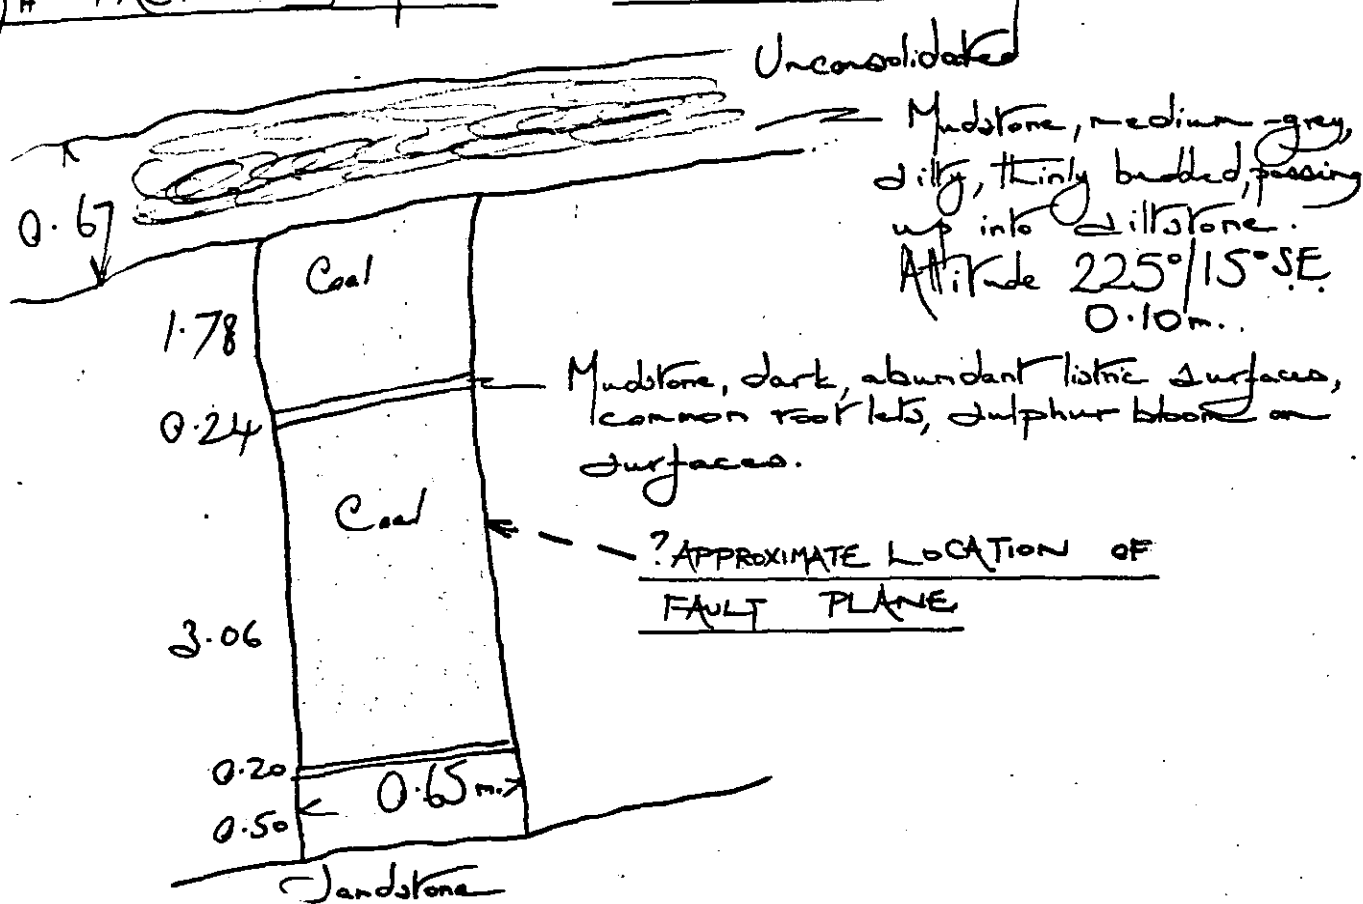 Unconsolidated
Mudstone, medium-grey,
silty, thinly bedded, passing
up into siltstone.
Attitude 225°/15° S.E.
0.10m..
0.67
Coal
1.78
Mudstone, dark, abundant listric surfaces,
common rootlets, sulphur bloom on
surfaces.
0.24
Coal
? APPROXIMATE LOCATION OF
FAULT PLANE
3.06
0.20
0.65 m.
0.50
Sandstone